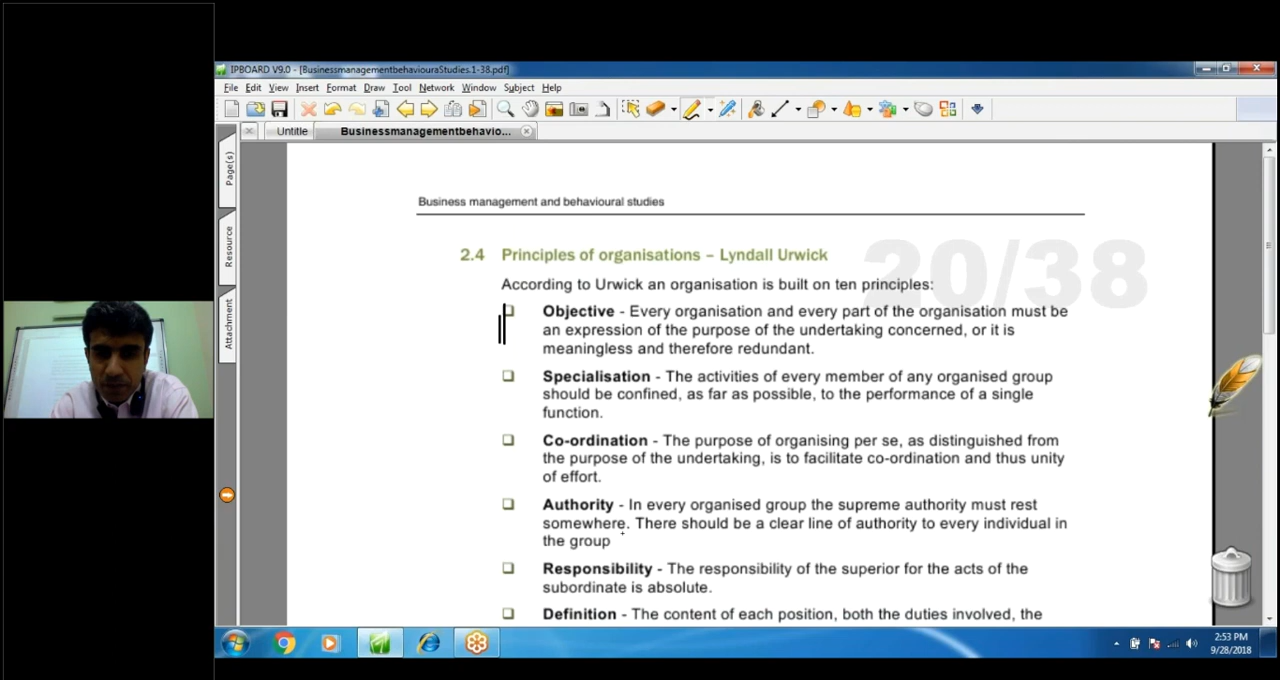 IPBOARD V9.0 - [BusinessmanagementbehaviouraStudies.1-38.pdf]
File Edit View Insert Format Draw Tool Network Window Subject Help
Untitle Businessmanagementbehavio...
Page(s)
Resource
Attachment
Business management and behavioural studies
20/38
2.4 Principles of organisations – Lyndall Urwick
According to Urwick an organisation is built on ten principles:
Objective - Every organisation and every part of the organisation must be
an expression of the purpose of the undertaking concerned, or it is
meaningless and therefore redundant.
Specialisation - The activities of every member of any organised group
should be confined, as far as possible, to the performance of a single
function.
Co-ordination - The purpose of organising per se, as distinguished from
the purpose of the undertaking, is to facilitate co-ordination and thus unity
of effort.
Authority - In every organised group the supreme authority must rest
somewhere. There should be a clear line of authority to every individual in
the group
Responsibility - The responsibility of the superior for the acts of the
subordinate is absolute.
Definition - The content of each position, both the duties involved, the
2:53 PM
9/28/2018